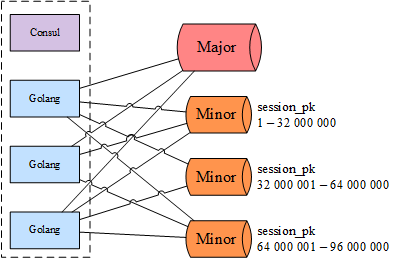 Consul
Golang
Golang
Golang
Major
Minor
session_pk
1 – 32 000 000
Minor
session_pk
32 000 001 – 64 000 000
Minor
session_pk
64 000 001 – 96 000 000